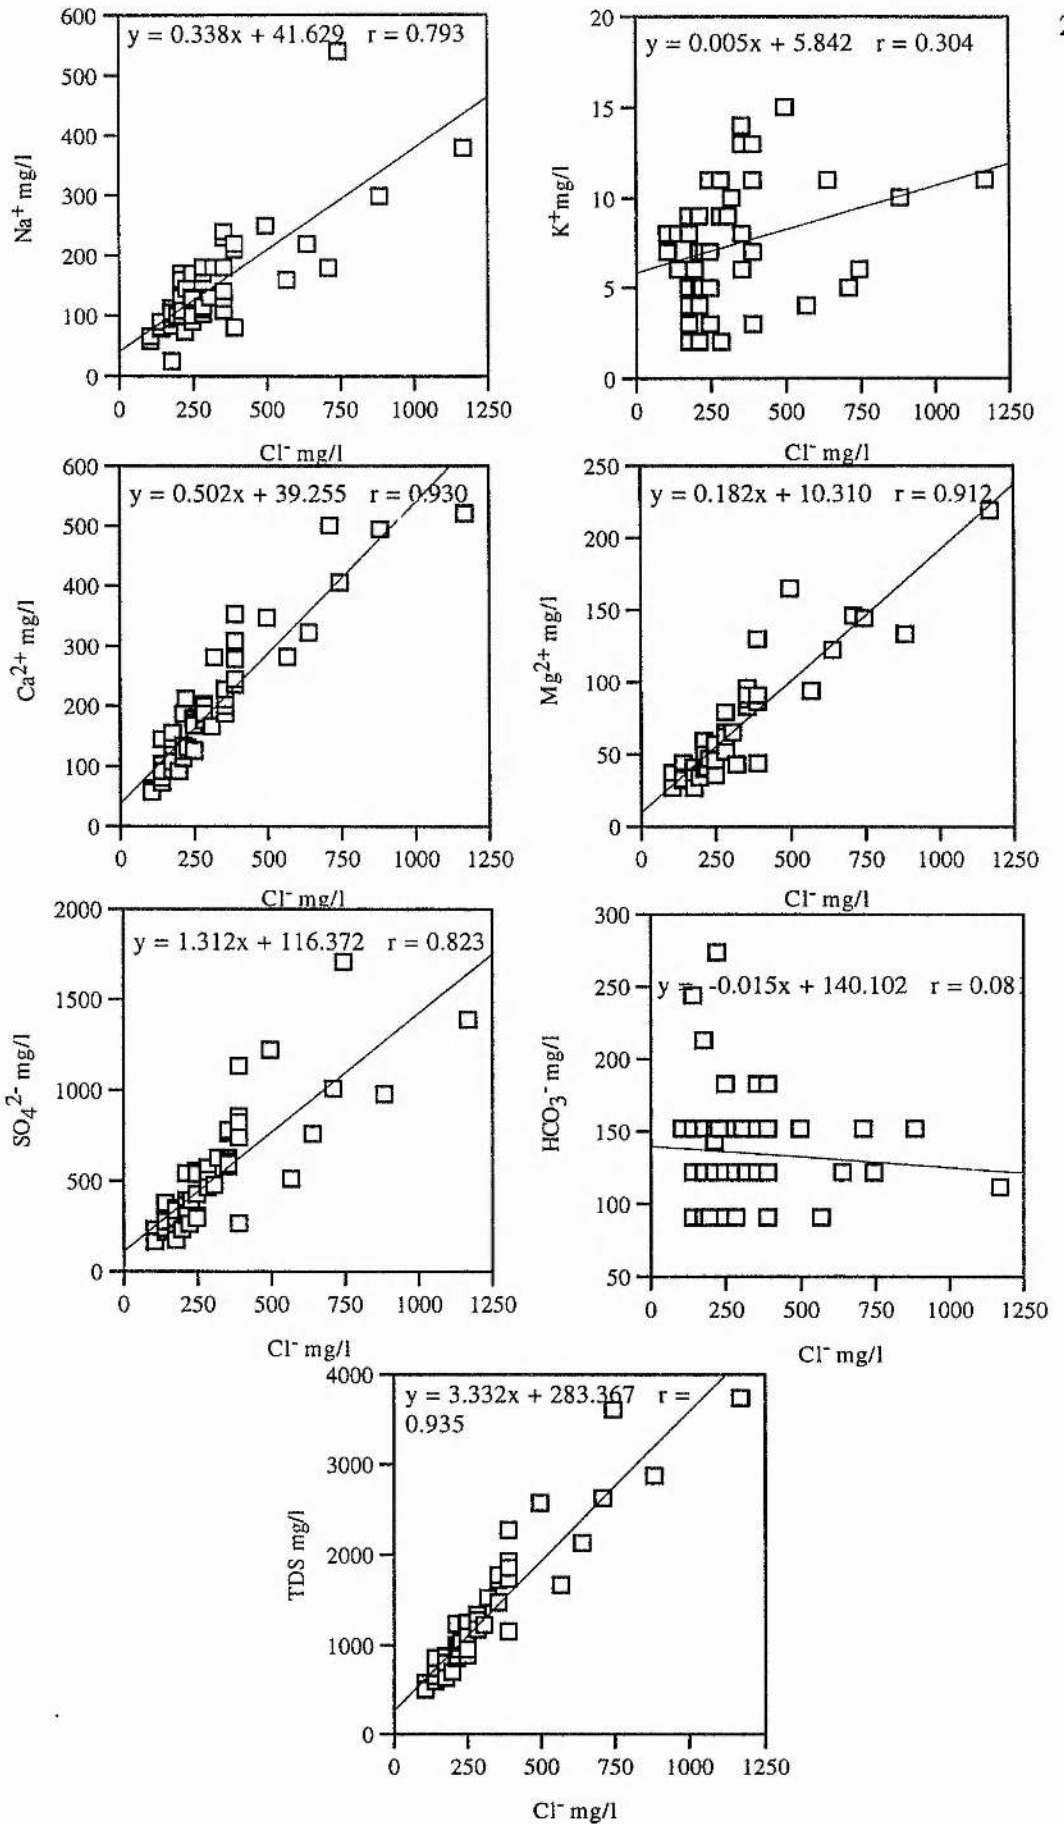 2
y = 0.338x + 41.629 r = 0.793
600
500
400
300
200
100
0
Na+ mg/l
0 250 500 750 1000 1250
Cl- mg/l
y = 0.005x + 5.842 r = 0.304
20
15
10
5
0
K+mg/l
0 250 500 750 1000 1250
Cl- mg/l
y = 0.502x + 39.255 r = 0.930
600
500
400
300
200
100
0
Ca2+ mg/l
0 250 500 750 1000 1250
Cl- mg/l
y = 0.182x + 10.310 r = 0.912
250
200
150
100
50
0
Mg2+ mg/l
0 250 500 750 1000 1250
Cl- mg/l
y = 1.312x + 116.372 r = 0.823
2000
1500
1000
500
0
SO42- mg/l
0 250 500 750 1000 1250
Cl- mg/l
y = -0.015x + 140.102 r = 0.081
300
250
200
150
100
50
HCO3- mg/l
0 250 500 750 1000 1250
Cl- mg/l
y = 3.332x + 283.367 r =
0.935
4000
3000
2000
1000
0
TDS mg/l
0 250 500 750 1000 1250
Cl- mg/l